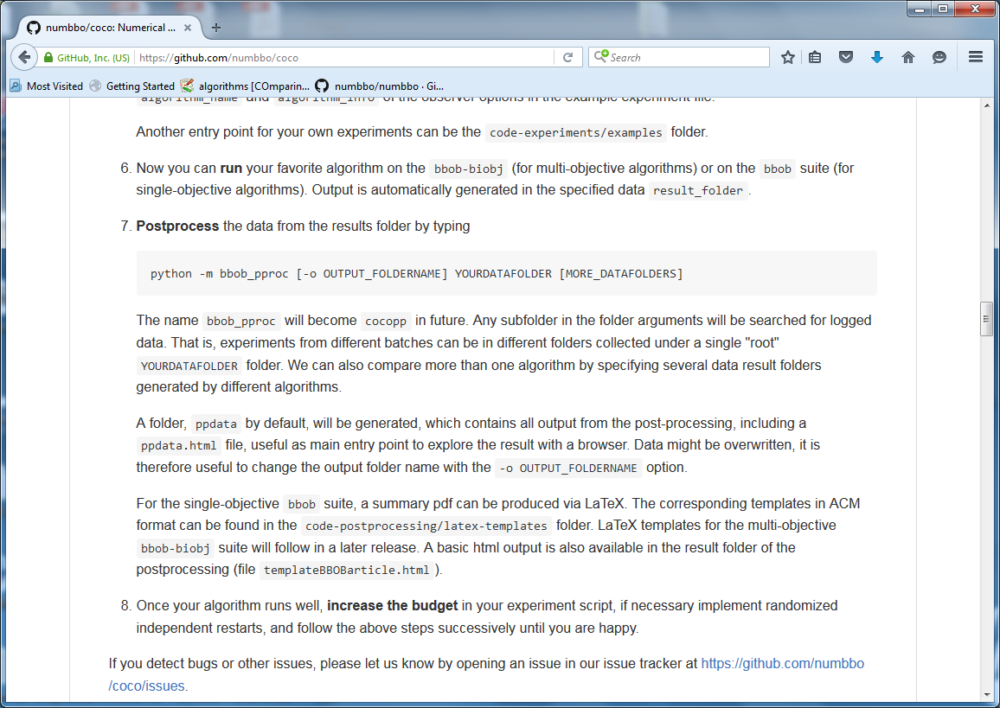 numbbo/coco: Numerical ...
GitHub, Inc. (US) https://github.com/numbbo/coco Search
Most Visited Getting Started algorithms [COmparin... numbbo/numbbo · Gi...
algorithm_name and algorithm_info of the observer options in the example experiment file.
Another entry point for your own experiments can be the code-experiments/examples folder.
6. Now you can run your favorite algorithm on the bbob-biobj (for multi-objective algorithms) or on the bbob suite (for
single-objective algorithms). Output is automatically generated in the specified data result_folder .
7. Postprocess the data from the results folder by typing
python -m bbob_pproc [-o OUTPUT_FOLDERNAME] YOURDATAFOLDER [MORE_DATAFOLDERS]
The name bbob_pproc will become cocopp in future. Any subfolder in the folder arguments will be searched for logged
data. That is, experiments from different batches can be in different folders collected under a single "root"
YOURDATAFOLDER folder. We can also compare more than one algorithm by specifying several data result folders
generated by different algorithms.
A folder, ppdata by default, will be generated, which contains all output from the post-processing, including a
ppdata.html file, useful as main entry point to explore the result with a browser. Data might be overwritten, it is
therefore useful to change the output folder name with the -o OUTPUT_FOLDERNAME option.
For the single-objective bbob suite, a summary pdf can be produced via LaTeX. The corresponding templates in ACM
format can be found in the code-postprocessing/latex-templates folder. LaTeX templates for the multi-objective
bbob-biobj suite will follow in a later release. A basic html output is also available in the result folder of the
postprocessing (file templateBBOBarticle.html ).
8. Once your algorithm runs well, increase the budget in your experiment script, if necessary implement randomized
independent restarts, and follow the above steps successively until you are happy.
If you detect bugs or other issues, please let us know by opening an issue in our issue tracker at https://github.com/numbbo
/coco/issues.